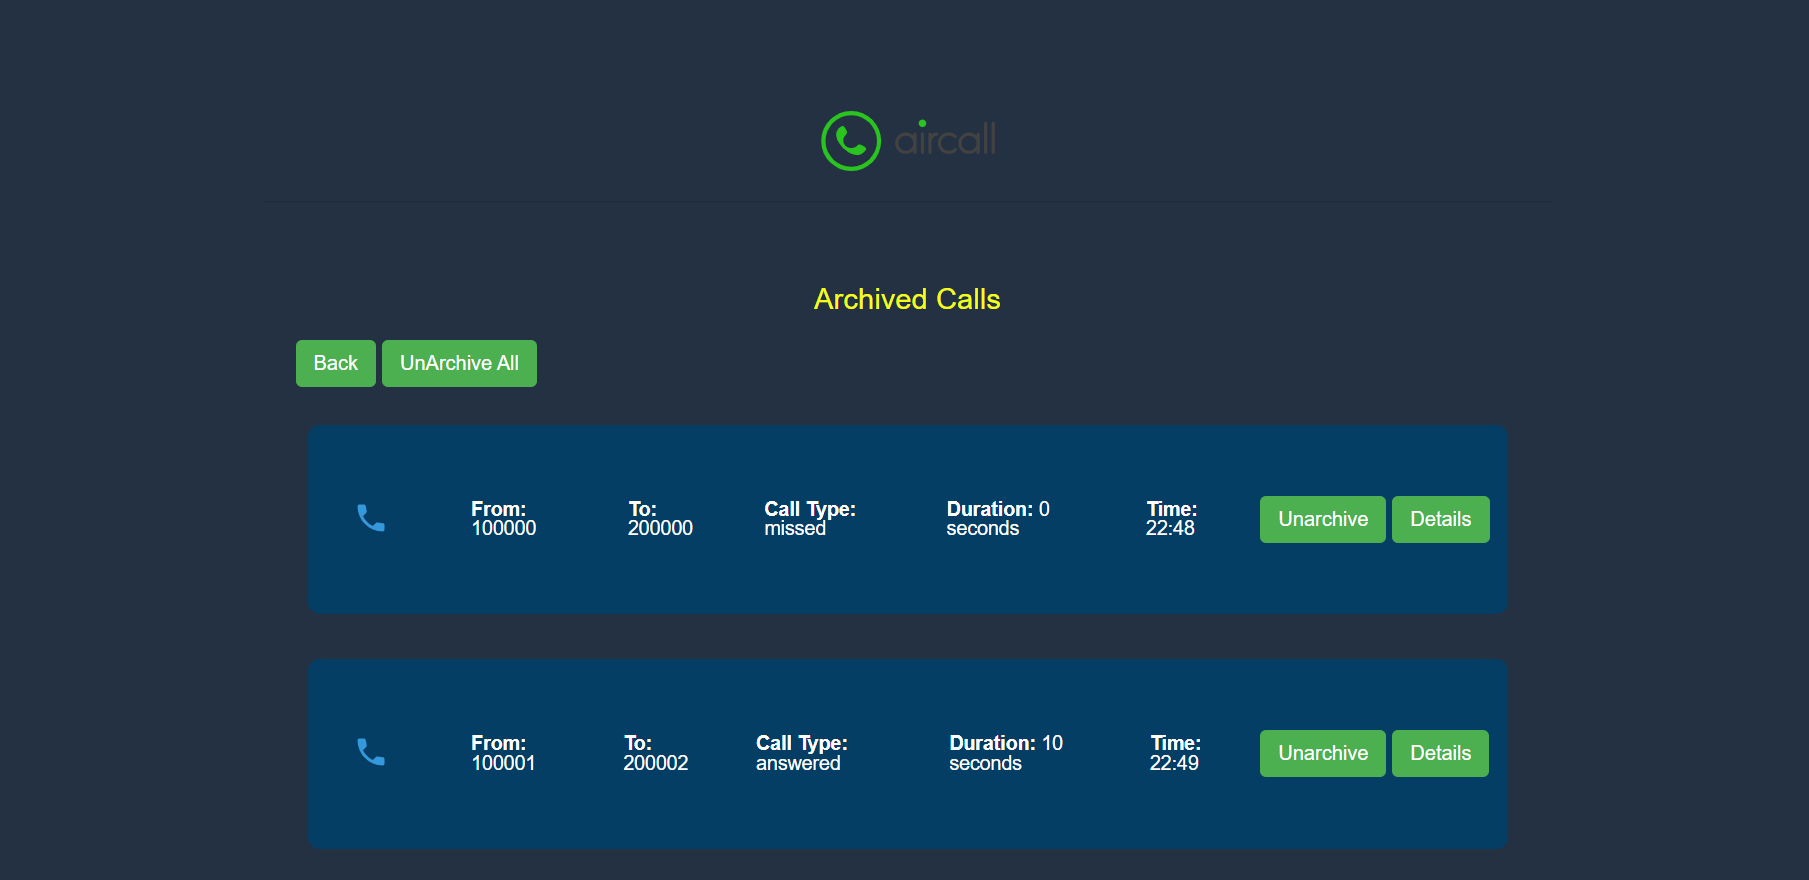 aircall
Archived Calls
Back UnArchive All
From: To: Call Type: Duration: 0 Time:
100000 200000 missed seconds 22:48
Unarchive Details
From: To: Call Type: Duration: 10 Time:
100001 200002 answered seconds 22:49
Unarchive Details